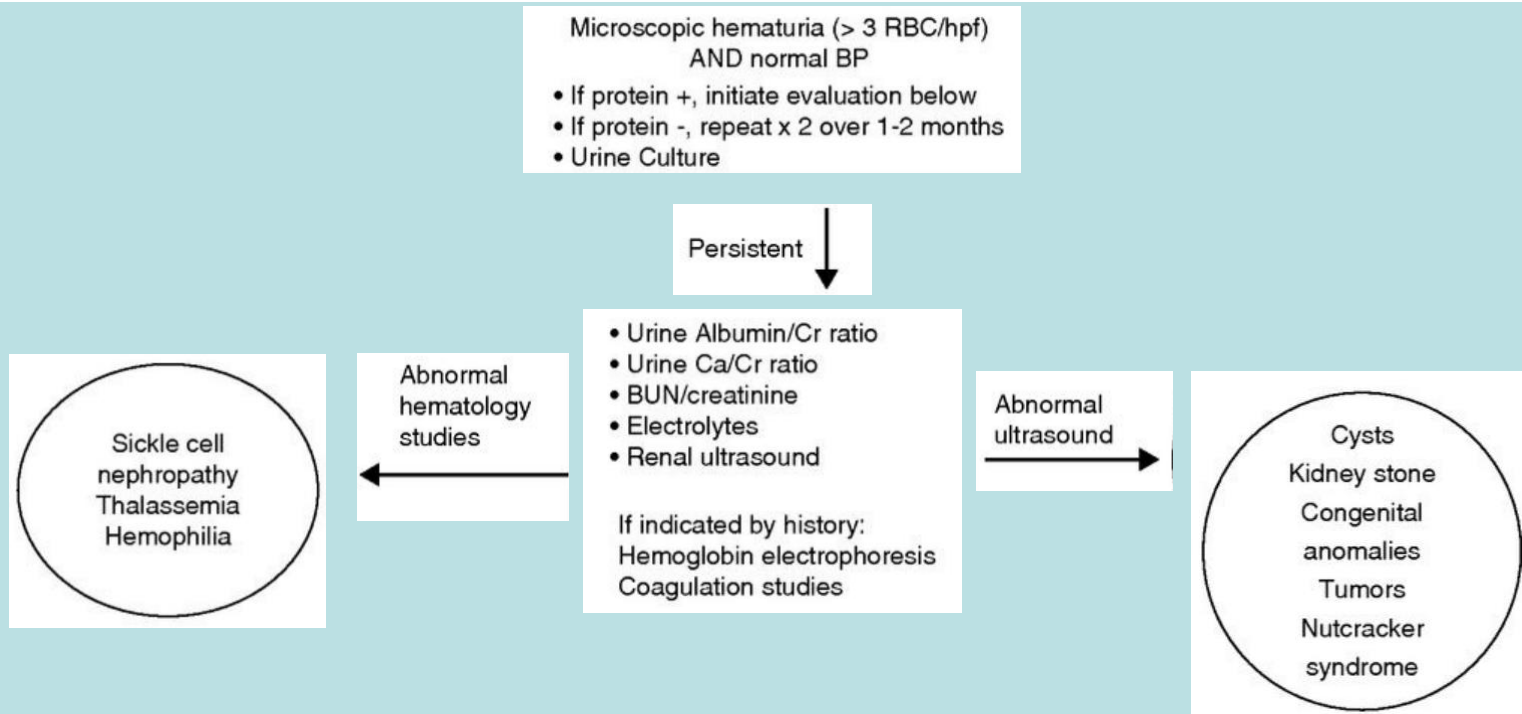 Microscopic hematuria (> 3 RBC/hpf)
AND normal BP
• If protein +, initiate evaluation below
• If protein -, repeat x 2 over 1-2 months
• Urine Culture
Persistent
• Urine Albumin/Cr ratio
• Urine Ca/Cr ratio
• BUN/creatinine
• Electrolytes
• Renal ultrasound
If indicated by history:
Hemoglobin electrophoresis
Coagulation studies
Abnormal
hematology
studies
Sickle cell
nephropathy
Thalassemia
Hemophilia
Abnormal
ultrasound
Cysts
Kidney stone
Congenital
anomalies
Tumors
Nutcracker
syndrome